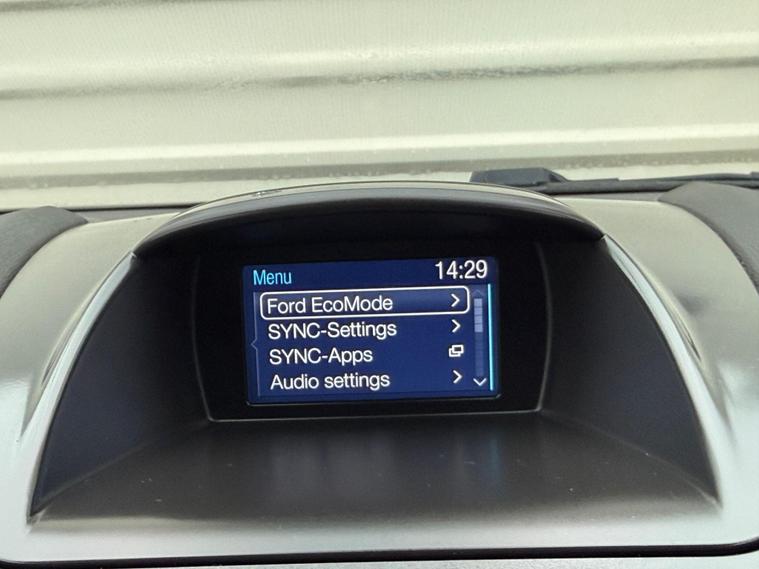 Menu 14:29
Ford EcoMode
SYNC-Settings
SYNC-Apps
Audio settings